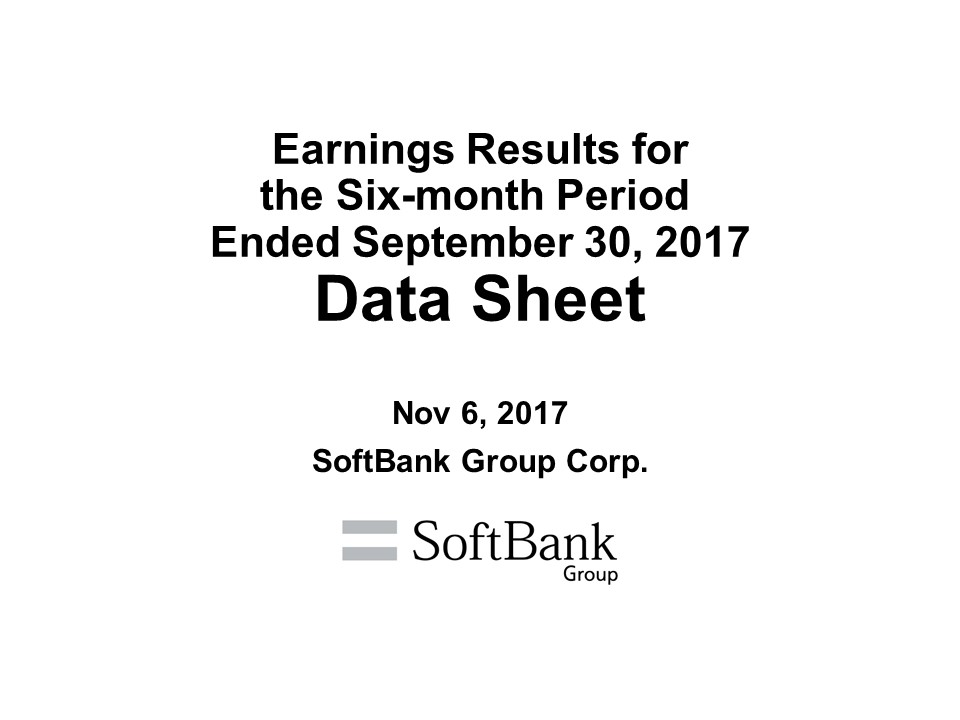 Earnings Results for
the Six-month Period
Ended September 30, 2017
Data Sheet
Nov 6, 2017
SoftBank Group Corp.
SoftBank
Group